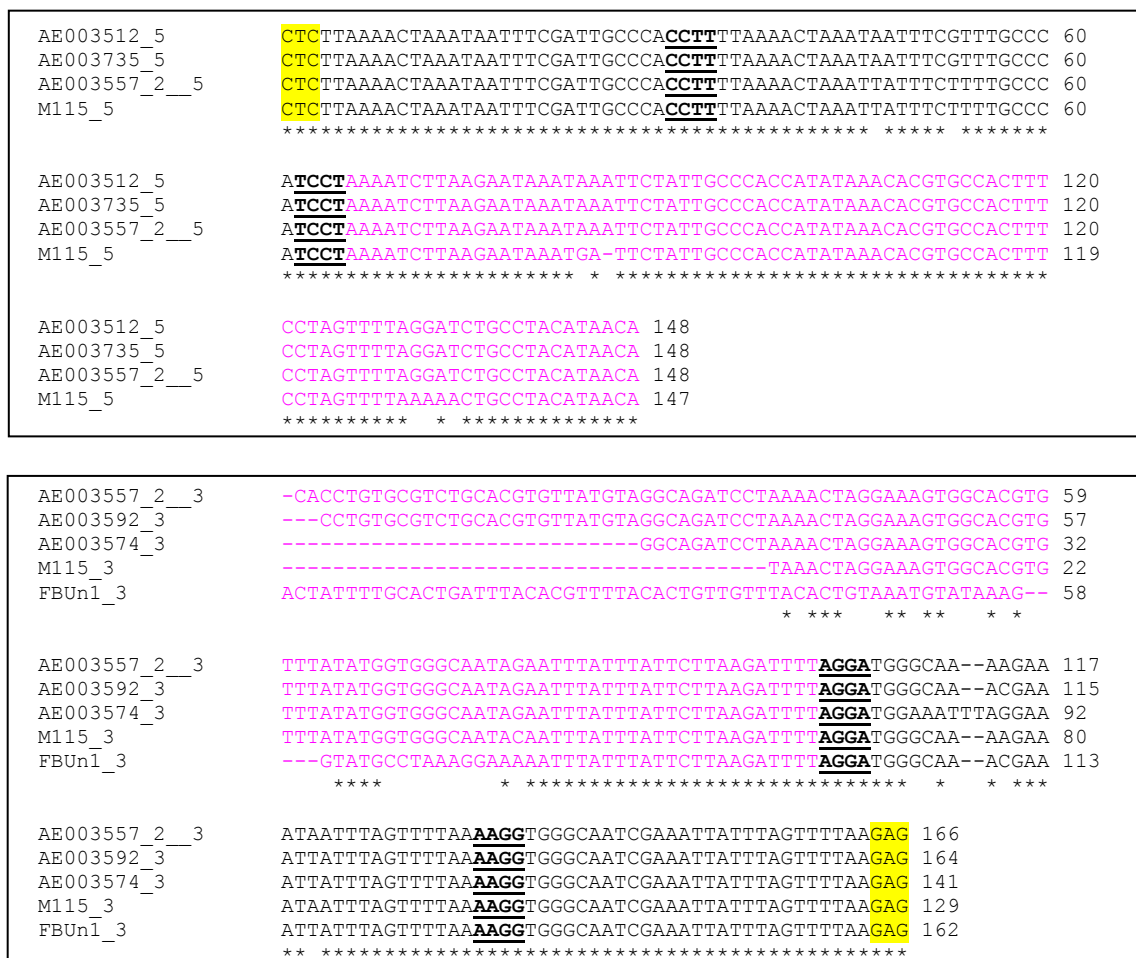 AE003512_5 CTCTTAAAACTAAATAATTTCGATTGCCCACCTTTTAAAACTAAATAATTTCGTTTGCCC 60
AE003735_5 CTCTTAAAACTAAATAATTTCGATTGCCCACCTTTTAAAACTAAATAATTTCGTTTGCCC 60
AE003557_2__5 CTCTTAAAACTAAATAATTTCGATTGCCCACCTTTTAAAACTAAATTATTTCTTTTGCCC 60
M115_5 CTCTTAAAACTAAATAATTTCGATTGCCCACCTTTTAAAACTAAATTATTTCTTTTGCCC 60
********************************************** ***** *******
AE003512_5 ATCCTAAAATCTTAAGAATAAATAAATTCTATTGCCCACCATATAAACACGTGCCACTTT 120
AE003735_5 ATCCTAAAATCTTAAGAATAAATAAATTCTATTGCCCACCATATAAACACGTGCCACTTT 120
AE003557_2__5 ATCCTAAAATCTTAAGAATAAATAAATTCTATTGCCCACCATATAAACACGTGCCACTTT 120
M115_5 ATCCTAAAATCTTAAGAATAAATGA-TTCTATTGCCCACCATATAAACACGTGCCACTTT 119
*********************** * **********************************
AE003512_5 CCTAGTTTTAGGATCTGCCTACATAACA 148
AE003735_5 CCTAGTTTTAGGATCTGCCTACATAACA 148
AE003557_2__5 CCTAGTTTTAGGATCTGCCTACATAACA 148
M115_5 CCTAGTTTTAAAAACTGCCTACATAACA 147
********** * **************
AE003557_2__3 -CACCTGTGCGTCTGCACGTGTTATGTAGGCAGATCCTAAAACTAGGAAAGTGGCACGTG 59
AE003592_3 ---CCTGTGCGTCTGCACGTGTTATGTAGGCAGATCCTAAAACTAGGAAAGTGGCACGTG 57
AE003574_3 ----------------------------GGCAGATCCTAAAACTAGGAAAGTGGCACGTG 32
M115_3 --------------------------------------TAAACTAGGAAAGTGGCACGTG 22
FBUn1_3 ACTATTTTGCACTGATTTACACGTTTTACACTGTTGTTTACACTGTAAATGTATAAAG-- 58
* *** ** ** * *
AE003557_2__3 TTTATATGGTGGGCAATAGAATTTATTTATTCTTAAGATTTTAGGATGGGCAA--AAGAA 117
AE003592_3 TTTATATGGTGGGCAATAGAATTTATTTATTCTTAAGATTTTAGGATGGGCAA--ACGAA 115
AE003574_3 TTTATATGGTGGGCAATAGAATTTATTTATTCTTAAGATTTTAGGATGGAAATTTAGGAA 92
M115_3 TTTATATGGTGGGCAATACAATTTATTTATTCTTAAGATTTTAGGATGGGCAA--AAGAA 80
FBUn1_3 ---GTATGCCTAAAGGAAAAATTTATTTATTCTTAAGATTTTAGGATGGGCAA--ACGAA 113
**** * ****************************** * * ***
AE003557_2__3 ATAATTTAGTTTTAAAAGGTGGGCAATCGAAATTATTTAGTTTTAAGAG 166
AE003592_3 ATTATTTAGTTTTAAAAGGTGGGCAATCGAAATTATTTAGTTTTAAGAG 164
AE003574_3 ATTATTTAGTTTTAAAAGGTGGGCAATCGAAATTATTTAGTTTTAAGAG 141
M115_3 ATAATTTAGTTTTAAAAGGTGGGCAATCGAAATTATTTAGTTTTAAGAG 129
FBUn1_3 ATTATTTAGTTTTAAAAGGTGGGCAATCGAAATTATTTAGTTTTAAGAG 162
** **********************************************